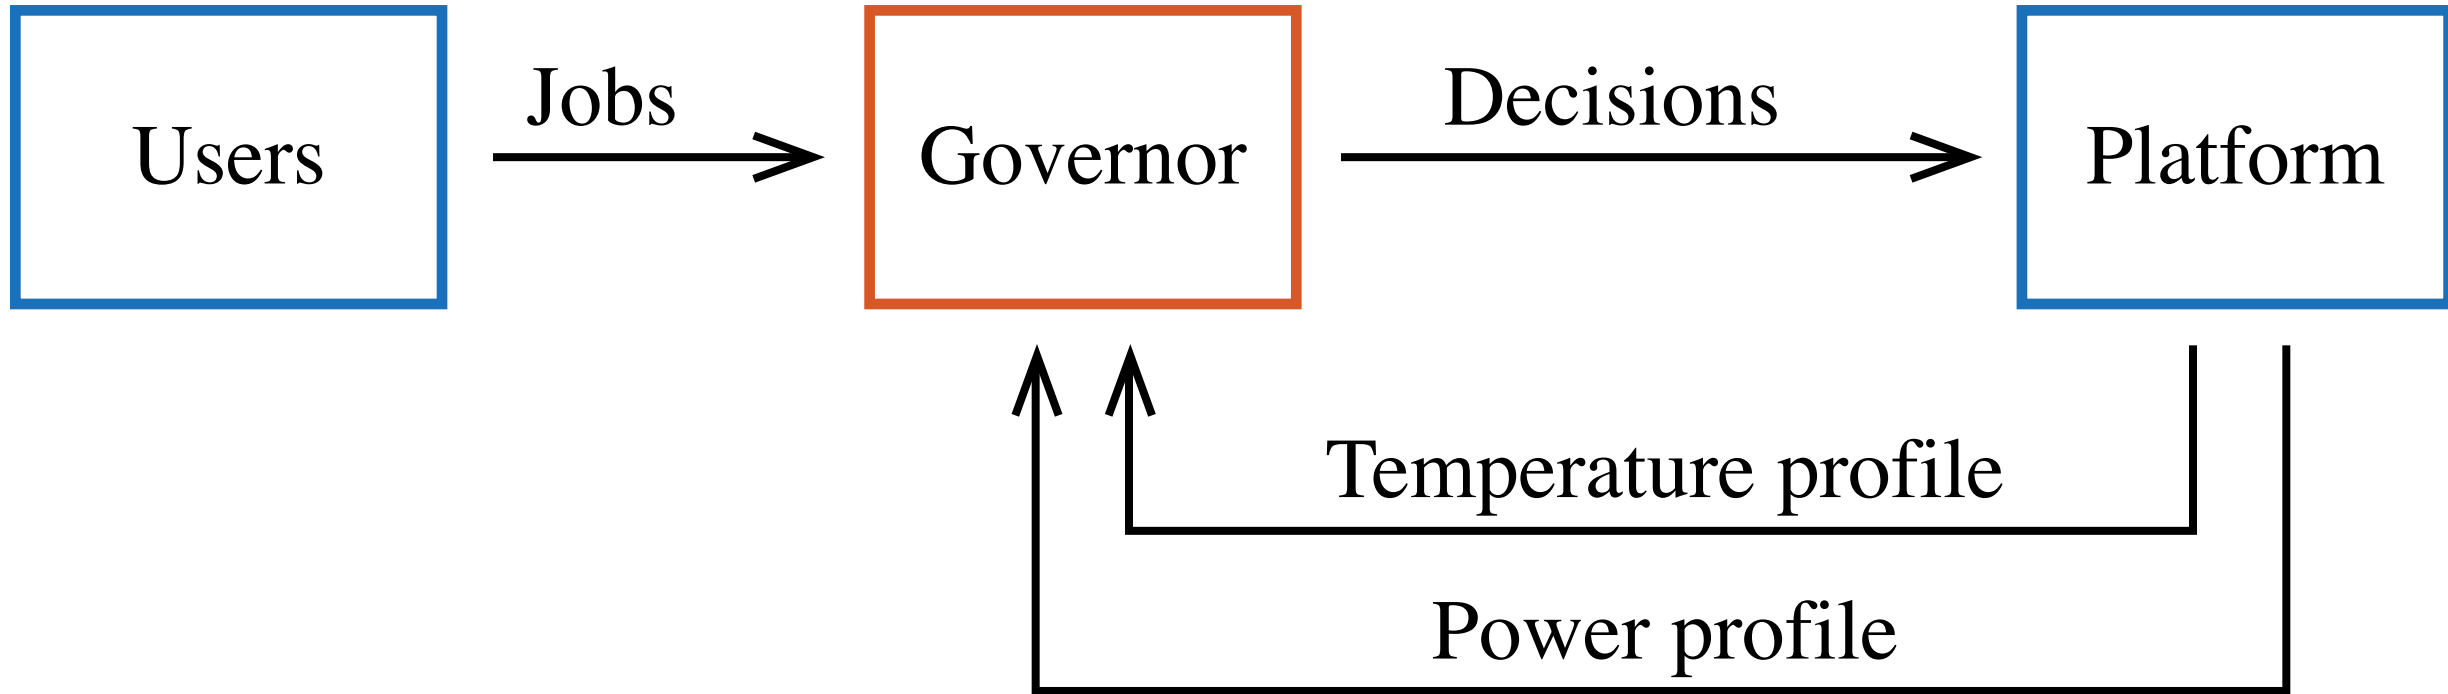 Users
Jobs
Governor
Decisions
Platform
Temperature profile
Power profile